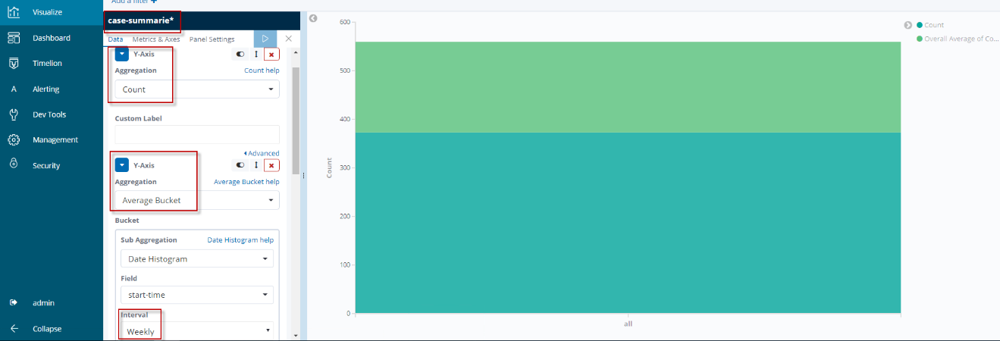 Add a filter +
Visualize
Dashboard
Timelion
A Alerting
Dev Tools
Management
Security
admin
Collapse
case-summarie*
Data Metrics & Axes Panel Settings
Y-Axis
Aggregation Count help
Count
Custom Label
Advanced
Y-Axis
Aggregation Average Bucket help
Average Bucket
Bucket
Sub Aggregation Date Histogram help
Date Histogram
Field
start-time
Interval
Weekly
Count
600
500
400
300
200
100
0
all
Count
Overall Average of Co...